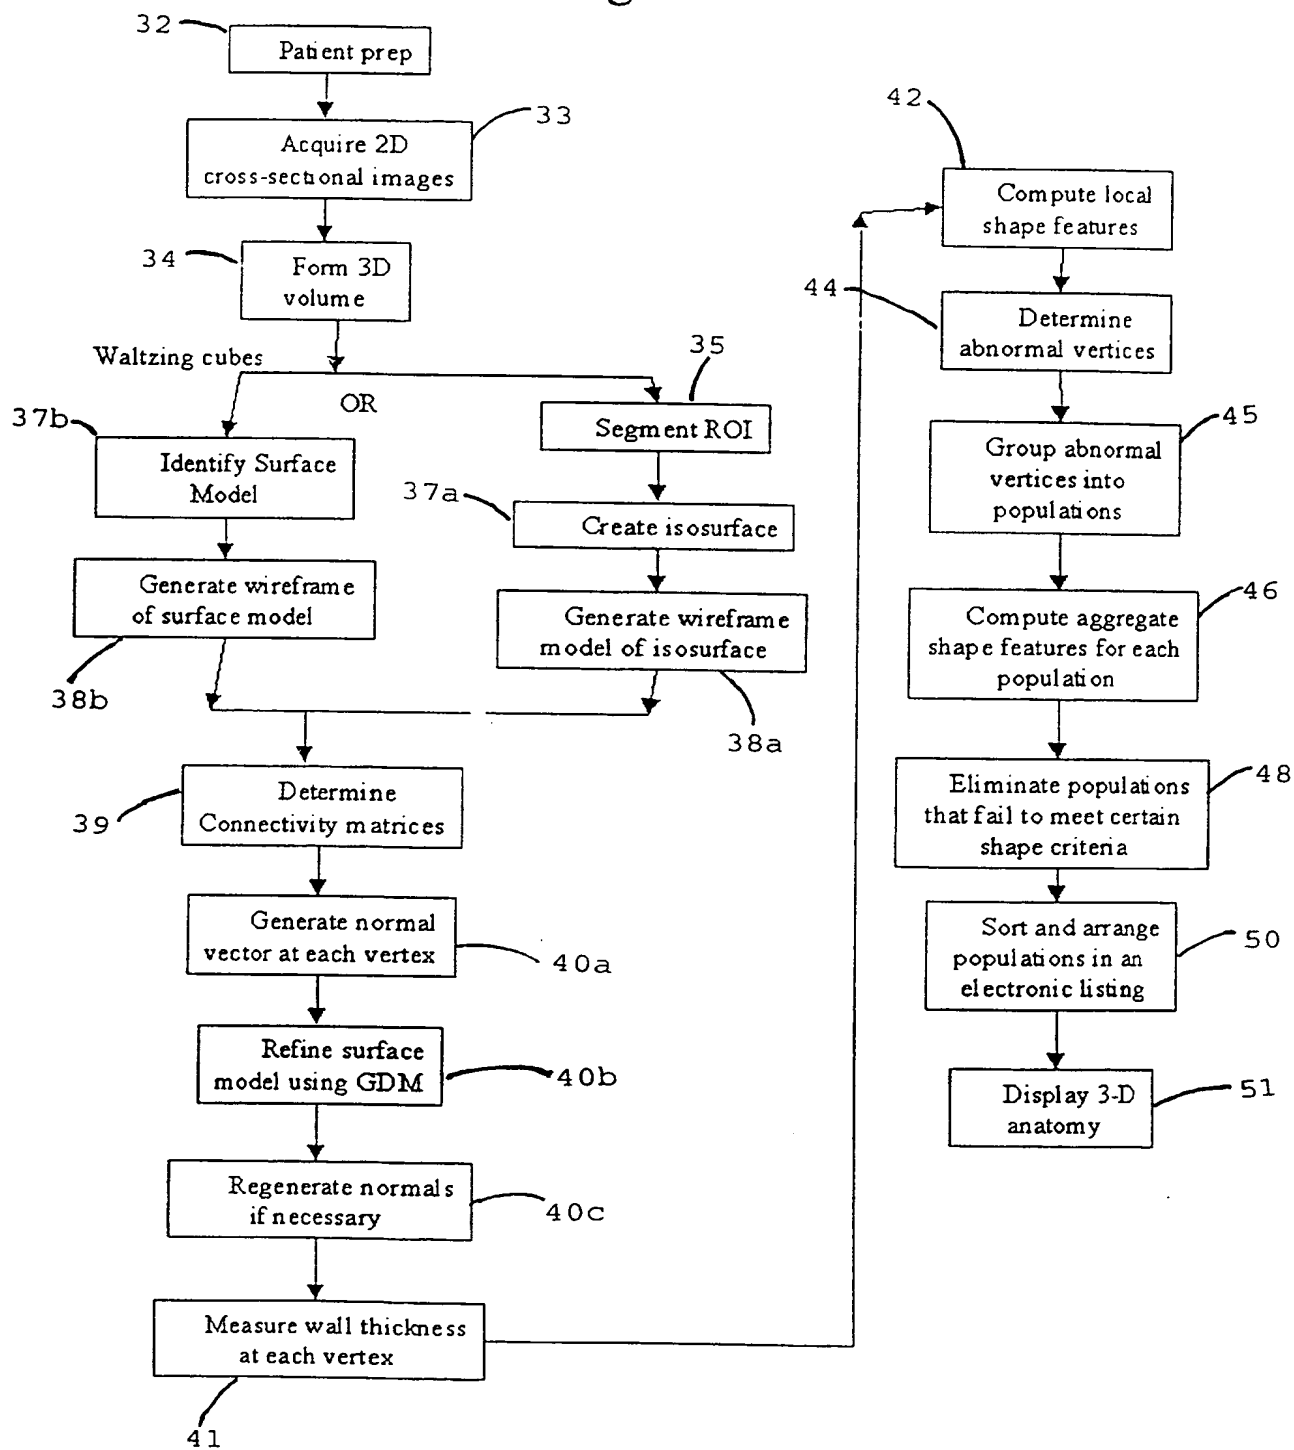 32
Patient prep
33
Acquire 2D
cross-sectional images
34
Form 3D
volume
Waltzing cubes
OR
35
Segment ROI
37b
Identify Surface
Model
37a
Create isosurface
Generate wireframe
of surface model
38b
Generate wireframe
model of isosurface
38a
Determine
Connectivity matrices
39
Generate normal
vector at each vertex
40a
Refine surface
model using GDM
40b
Regenerate normals
if necessary
40c
Measure wall thickness
at each vertex
41
42
Compute local
shape features
44
Determine
abnormal vertices
45
Group abnormal
vertices into
populations
46
Compute aggregate
shape features for each
population
48
Eliminate populations
that fail to meet certain
shape criteria
50
Sort and arrange
populations in an
electronic listing
51
Display 3-D
anatomy